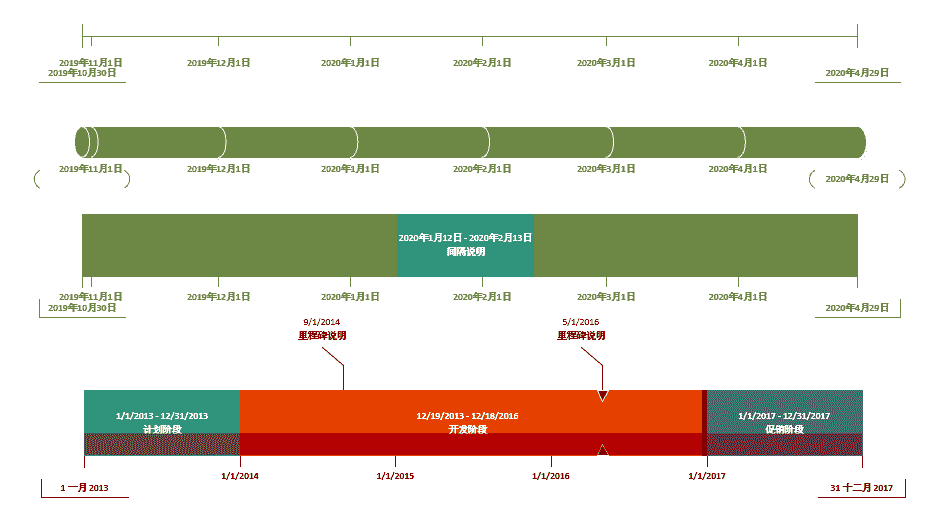 2019年11月1日 2019年12月1日 2020年1月1日 2020年2月1日 2020年3月1日 2020年4月1日
2019年10月30日 2020年4月29日
2019年11月1日 2019年12月1日 2020年1月1日 2020年2月1日 2020年3月1日 2020年4月1日
2020年4月29日
2020年1月12日 - 2020年2月13日
间隔说明
2019年11月1日 2019年12月1日 2020年1月1日 2020年2月1日 2020年3月1日 2020年4月1日
2019年10月30日 2020年4月29日
9/1/2014 5/1/2016
里程碑说明 里程碑说明
1/1/2013 - 12/31/2013 12/19/2013 - 12/18/2016 1/1/2017 - 12/31/2017
计划阶段 开发阶段 促销阶段
1/1/2014 1/1/2015 1/1/2016 1/1/2017
1 一月 2013 31 十二月 2017